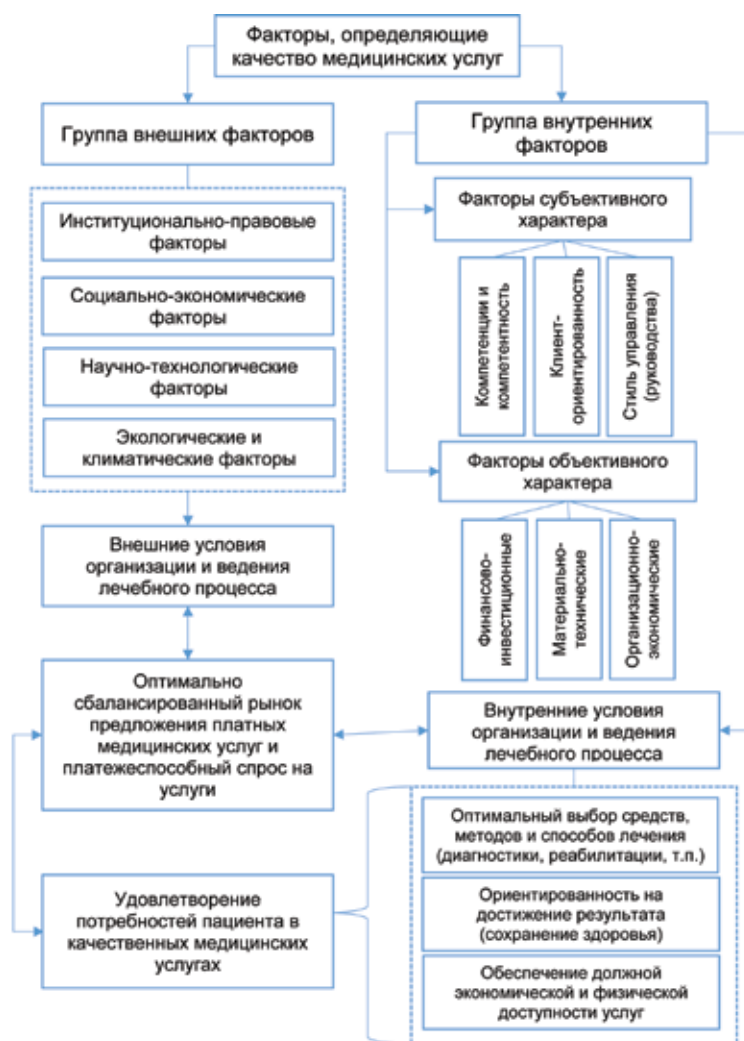 Факторы, определяющие
качество медицинских услуг
Группа внешних факторов
Институционально-правовые
факторы
Социально-экономические
факторы
Научно-технологические
факторы
Экологические и
климатические факторы
Внешние условия
организации и ведения
лечебного процесса
Оптимально
сбалансированный рынок
предложения платных
медицинских услуг и
платежеспособный спрос на
услуги
Удовлетворение
потребностей пациента в
качественных медицинских
услугах
Группа внутренних
факторов
Факторы субъективного
характера
Компетенции и
компетентность
Клиент-
ориентированность
Стиль управления
(руководства)
Факторы объективного
характера
Финансово-
инвестиционные
Материально-
технические
Организационно-
экономические
Внутренние условия
организации и ведения
лечебного процесса
Оптимальный выбор средств,
методов и способов лечения
(диагностики, реабилитации, т.п.)
Ориентированность на
достижение результата
(сохранение здоровья)
Обеспечение должной
экономической и физической
доступности услуг